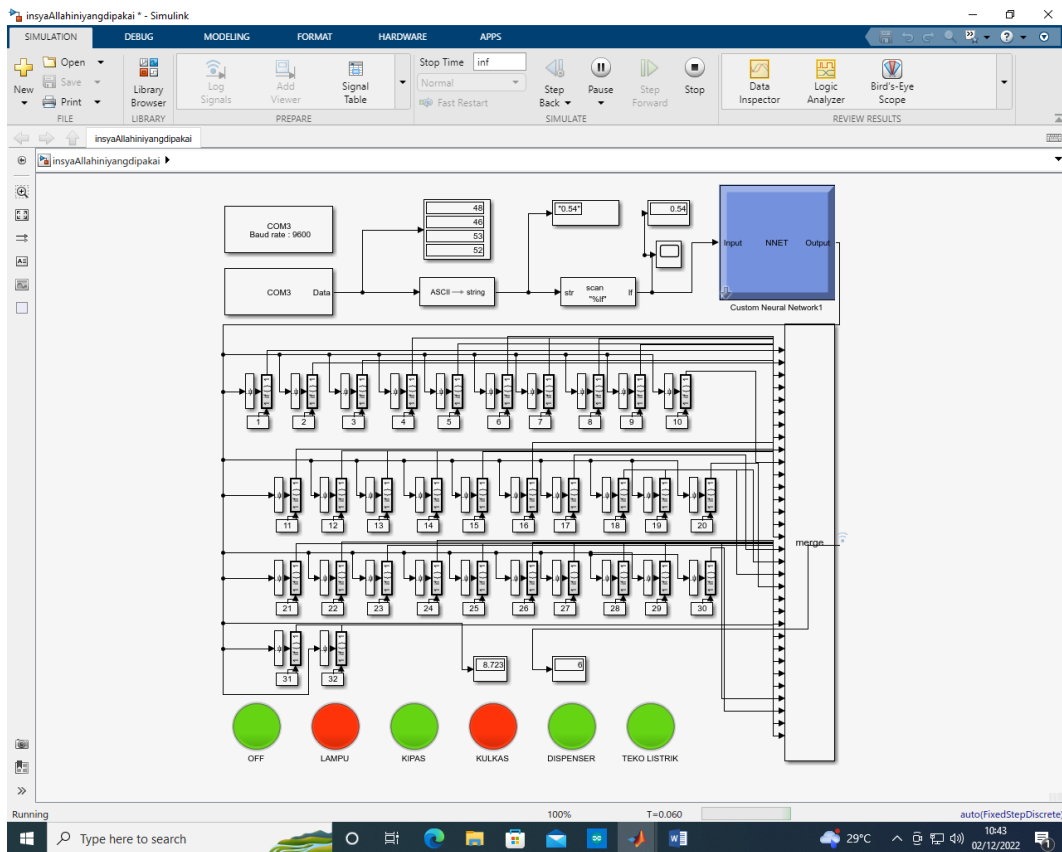 insyaAllahiniyangdipakai * - Simulink
SIMULATION DEBUG MODELING FORMAT HARDWARE APPS
New
Open
Save
Print
FILE
Library Browser
LIBRARY
Log Signals
Add Viewer
Signal Table
PREPARE
Stop Time inf
Normal
Fast Restart
Step Back
Pause
Step Forward
Stop
SIMULATE
Data Inspector
Logic Analyzer
Bird's-Eye Scope
REVIEW RESULTS
insyaAllahiniyangdipakai
insyaAllahiniyangdipakai
COM3
Baud rate : 9600
48
46
53
52
"0.54"
0.54
Input NNET Output
Custom Neural Network1
COM3 Data
ASCII → string
str scan "%lf" lf
1 2 3 4 5 6 7 8 9 10
11 12 13 14 15 16 17 18 19 20
merge
21 22 23 24 25 26 27 28 29 30
31 32
8.723
6
OFF LAMPU KIPAS KULKAS DISPENSER TEKO LISTRIK
Running 100% T=0.060 auto(FixedStepDiscrete)
Type here to search
29°C
10:43
02/12/2022